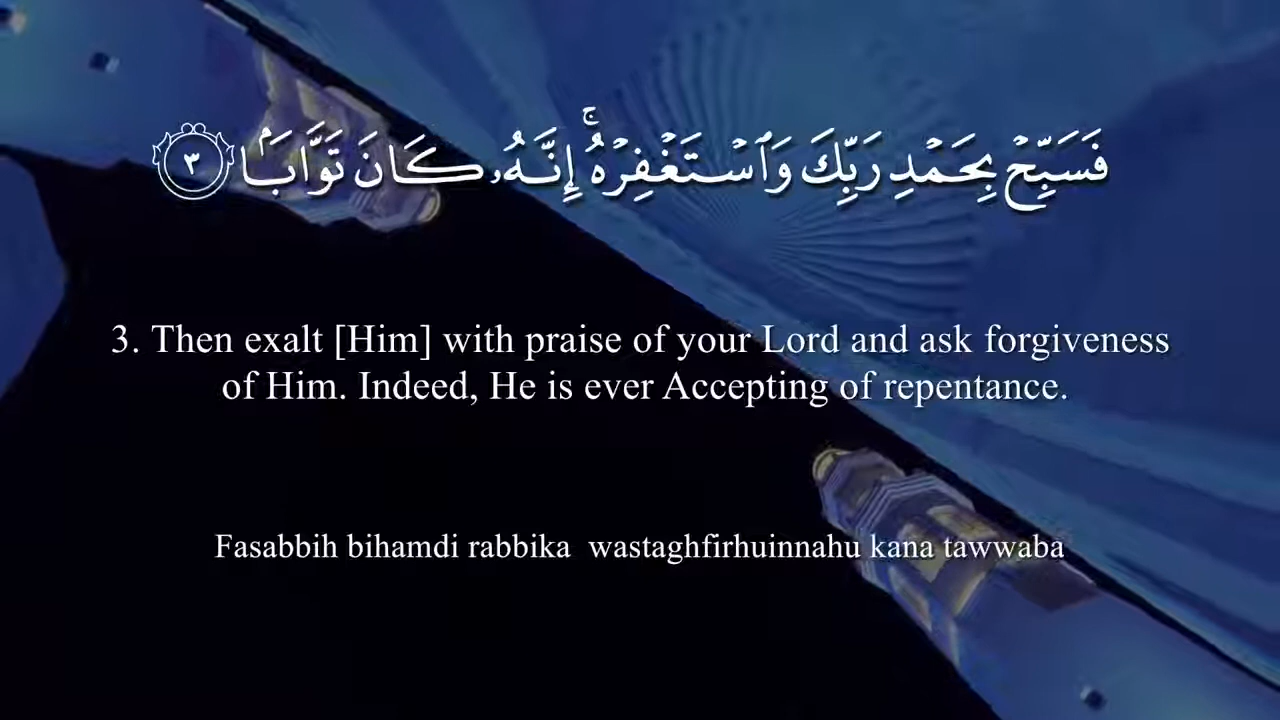 فَسَبِّحۡ بِحَمۡدِ رَبِّكَ وَٱسۡتَغۡفِرۡهُۚ إِنَّهُۥ كَانَ تَوَّابَۢا ٣
3. Then exalt [Him] with praise of your Lord and ask forgiveness
of Him. Indeed, He is ever Accepting of repentance.
Fasabbih bihamdi rabbika  wastaghfirhuinnahu kana tawwaba